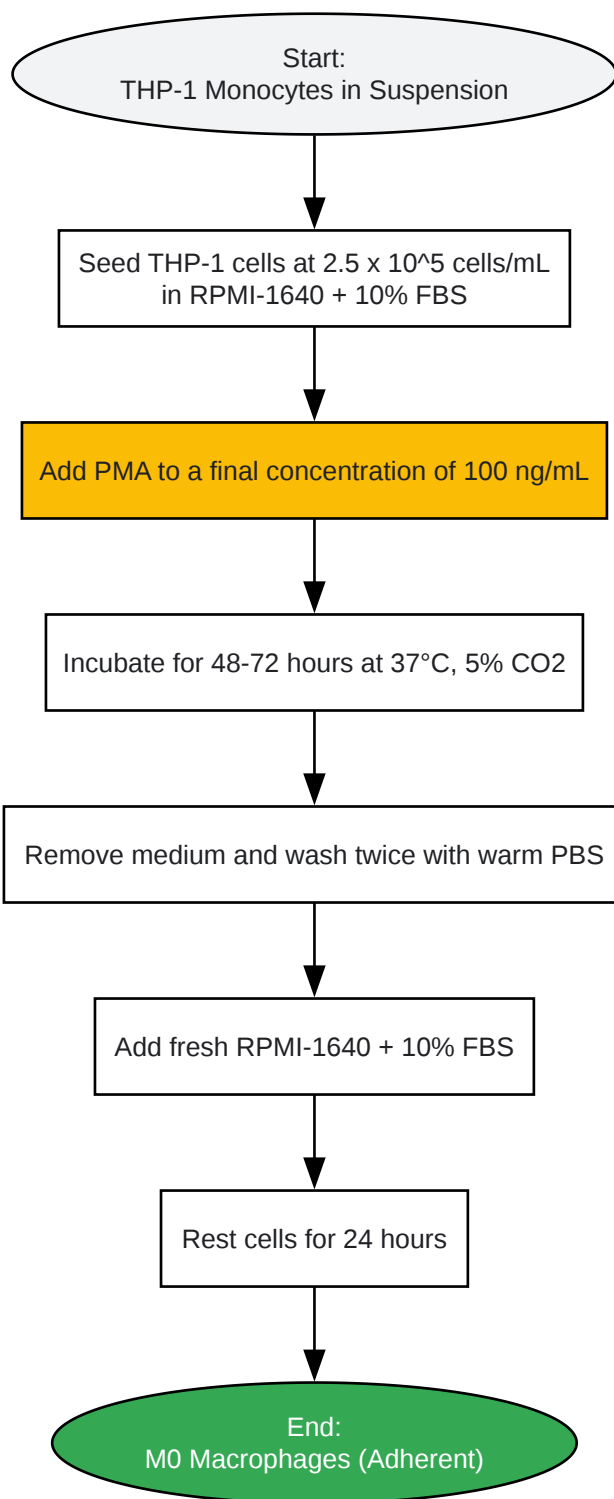 Start:
THP-1 Monocytes in Suspension
Seed THP-1 cells at 2.5 x 10^5 cells/mL
in RPMI-1640 + 10% FBS
Add PMA to a final concentration of 100 ng/mL
Incubate for 48-72 hours at 37°C, 5% CO2
Remove medium and wash twice with warm PBS
Add fresh RPMI-1640 + 10% FBS
Rest cells for 24 hours
End:
M0 Macrophages (Adherent)